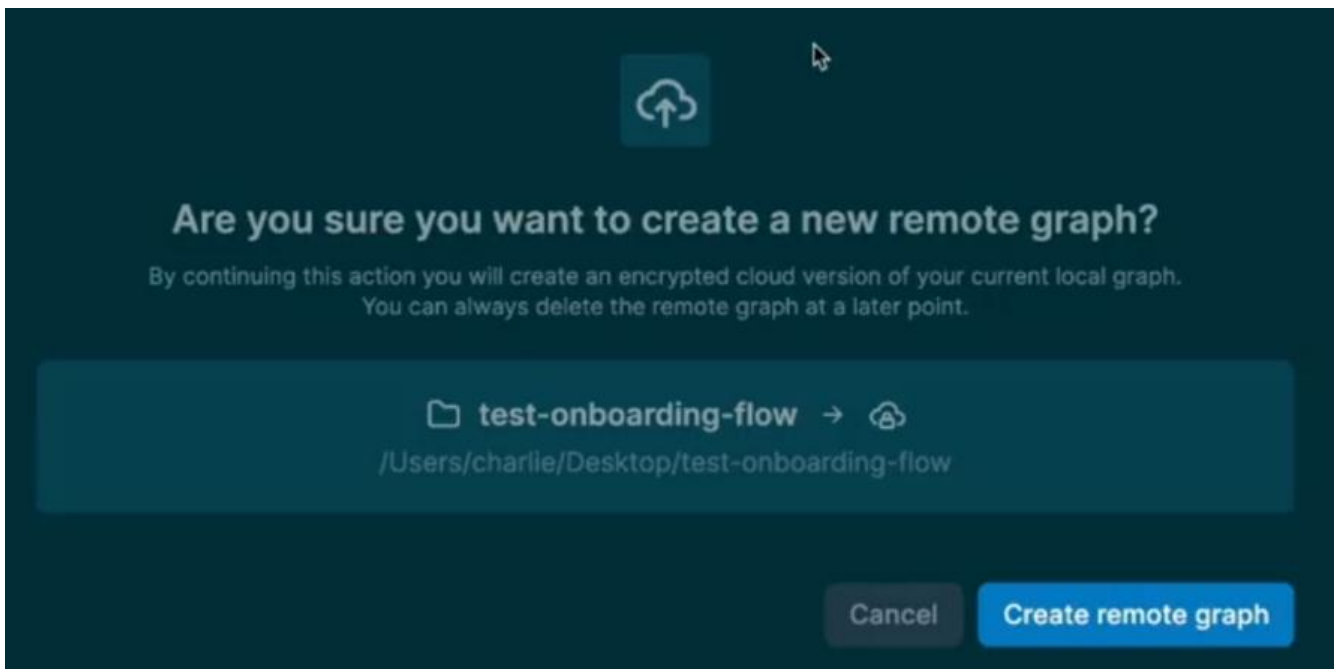 Are you sure you want to create a new remote graph?
By continuing this action you will create an encrypted cloud version of your current local graph.
You can always delete the remote graph at a later point.
test-onboarding-flow →
/Users/charlie/Desktop/test-onboarding-flow
Cancel
Create remote graph